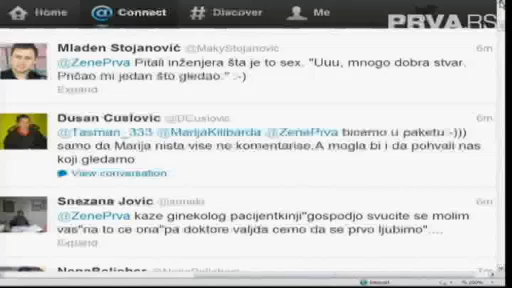 Home @ Connect # Discover Me
PRVA.RS
Mladen Stojanović @MakyStojanovic 6m
@ZenePrva Pitali inženjera šta je to sex. "Uuu, mnogo dobra stvar.
Pričao mi jedan što gledao." :-)
Expand
Dusan Cuslovic @DCuslovic 6m
@Tasman_333 @MarijaKilibarda @ZenePrva bicemo u paketu -)))
samo da Marija nista vise ne komentarise.A mogla bi i da pohvali nas
koji gledamo
View conversation
Snezana Jovic 6m
@ZenePrva kaze ginekolog pacijentkinji"gospodjo svucite se molim
vas"na to ce ona"pa doktore valjda cemo da se prvo ljubimo"....
Expand